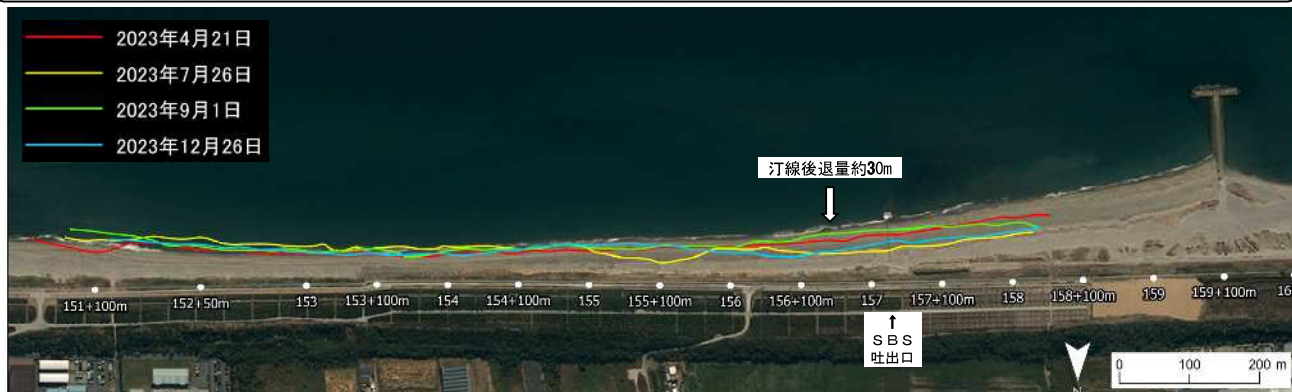 2023年4月21日
2023年7月26日
2023年9月1日
2023年12月26日
汀線後退量約30m
151+100m
152+50m
153
153+100m
154
154+100m
155
155+100m
156
156+100m
157
157+100m
158
158+100m
159
159+100m
16
↑
SBS
吐出口
N
0 100 200 m